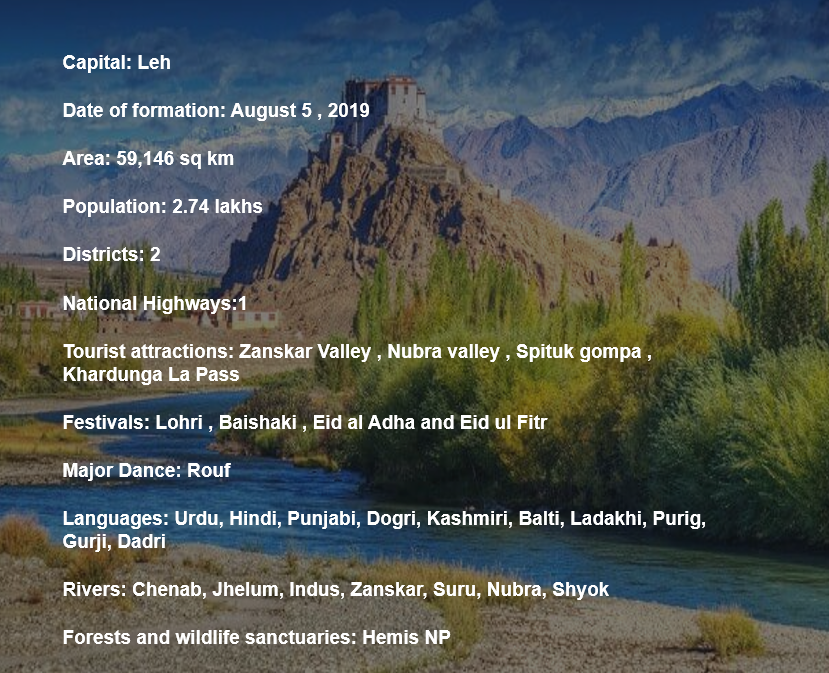 Capital: Leh
Date of formation: August 5 , 2019
Area: 59,146 sq km
Population: 2.74 lakhs
Districts: 2
National Highways:1
Tourist attractions: Zanskar Valley , Nubra valley , Spituk gompa ,
Khardunga La Pass
Festivals: Lohri , Baishaki , Eid al Adha and Eid ul Fitr
Major Dance: Rouf
Languages: Urdu, Hindi, Punjabi, Dogri, Kashmiri, Balti, Ladakhi, Purig,
Gurji, Dadri
Rivers: Chenab, Jhelum, Indus, Zanskar, Suru, Nubra, Shyok
Forests and wildlife sanctuaries: Hemis NP